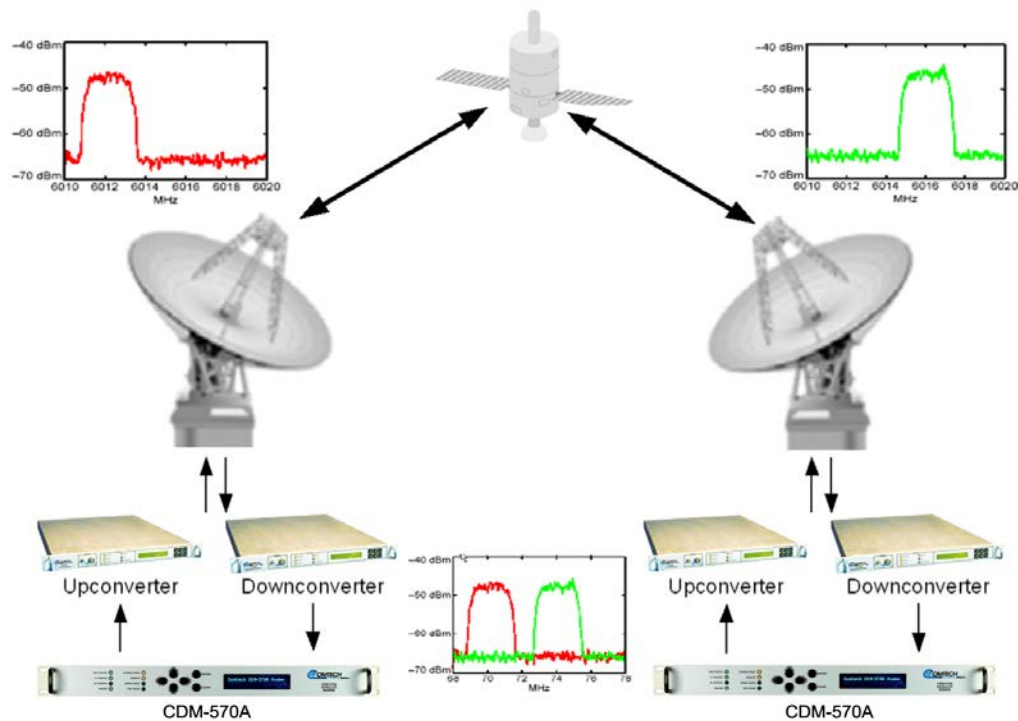 −40 dBm
−50 dBm
−60 dBm
−70 dBm
6010 6012 6014 6016 6018 6020
MHz
−40 dBm
−50 dBm
−60 dBm
−70 dBm
6010 6012 6014 6016 6018 6020
MHz
Upconverter
Downconverter
−40 dBm
−50 dBm
−60 dBm
−70 dBm
68 70 72 74 76 78
MHz
Upconverter
Downconverter
COMTECH
CDM-570A
COMTECH
CDM-570A